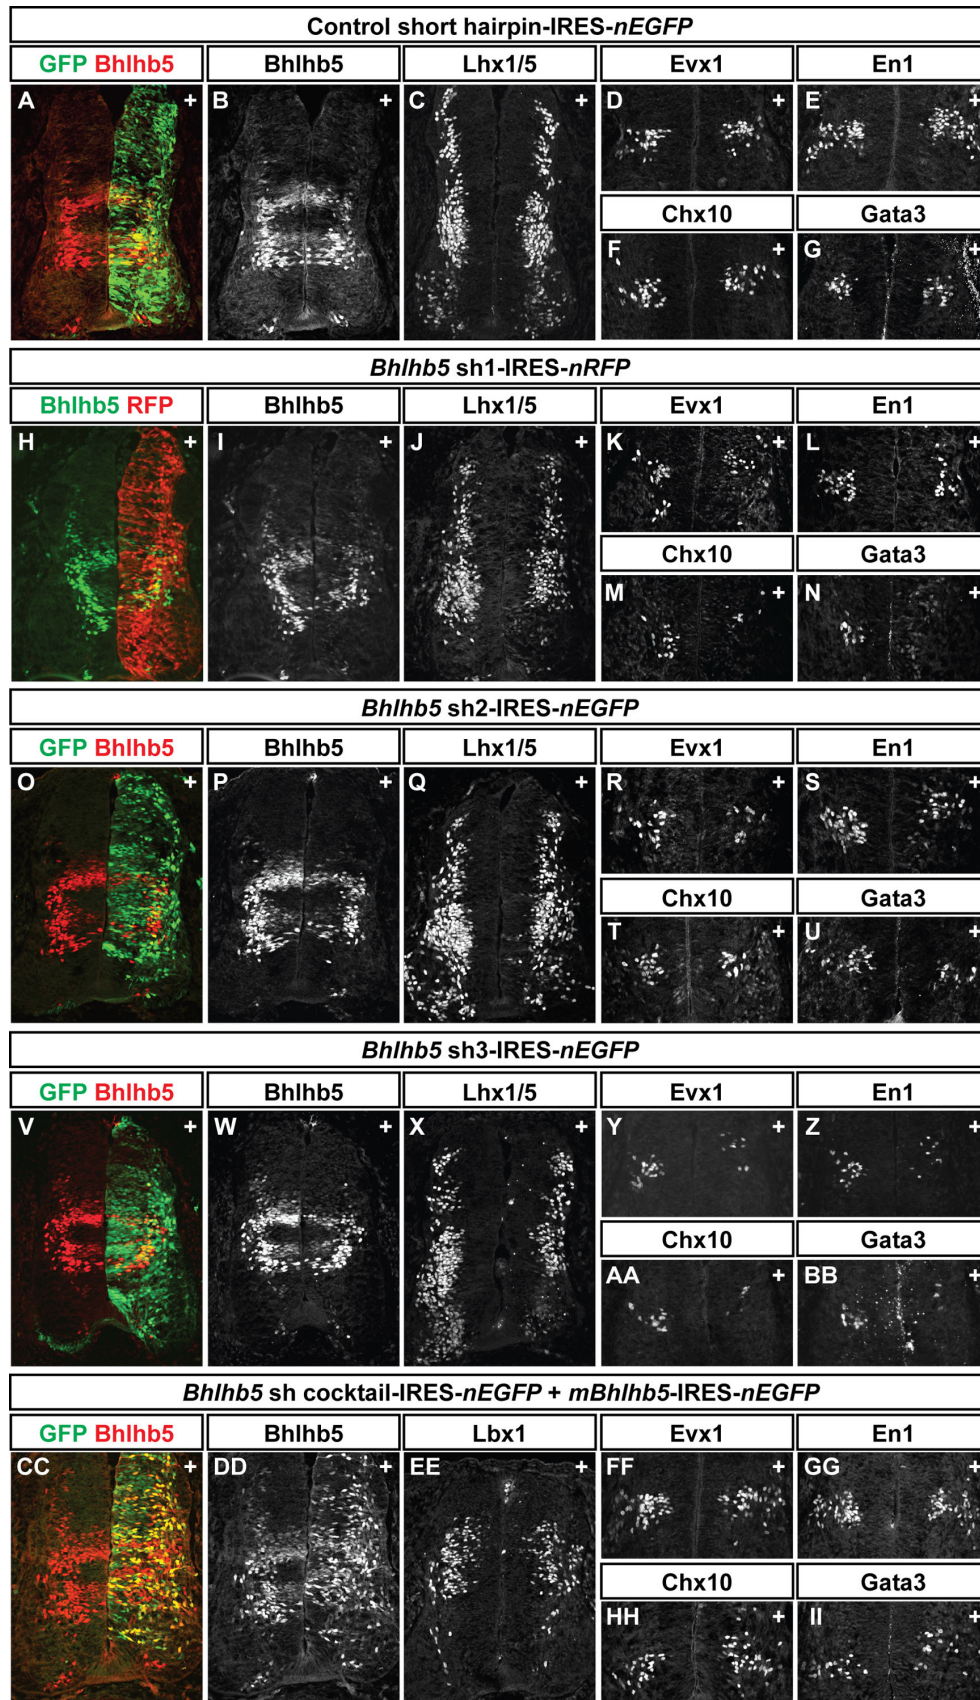 Control short hairpin-IRES-nEGFP
GFP Bhlhb5 Bhlhb5 Lhx1/5 Evx1 En1
A + B + C + D + E +
Chx10 Gata3
F + G +
Bhlhb5 sh1-IRES-nRFP
Bhlhb5 RFP Bhlhb5 Lhx1/5 Evx1 En1
H + I + J + K + L +
Chx10 Gata3
M + N +
Bhlhb5 sh2-IRES-nEGFP
GFP Bhlhb5 Bhlhb5 Lhx1/5 Evx1 En1
O + P + Q + R + S +
Chx10 Gata3
T + U +
Bhlhb5 sh3-IRES-nEGFP
GFP Bhlhb5 Bhlhb5 Lhx1/5 Evx1 En1
V + W + X + Y + Z +
Chx10 Gata3
AA + BB +
Bhlhb5 sh cocktail-IRES-nEGFP + mBhlhb5-IRES-nEGFP
GFP Bhlhb5 Bhlhb5 Lbx1 Evx1 En1
CC + DD + EE + FF + GG +
Chx10 Gata3
HH + II +